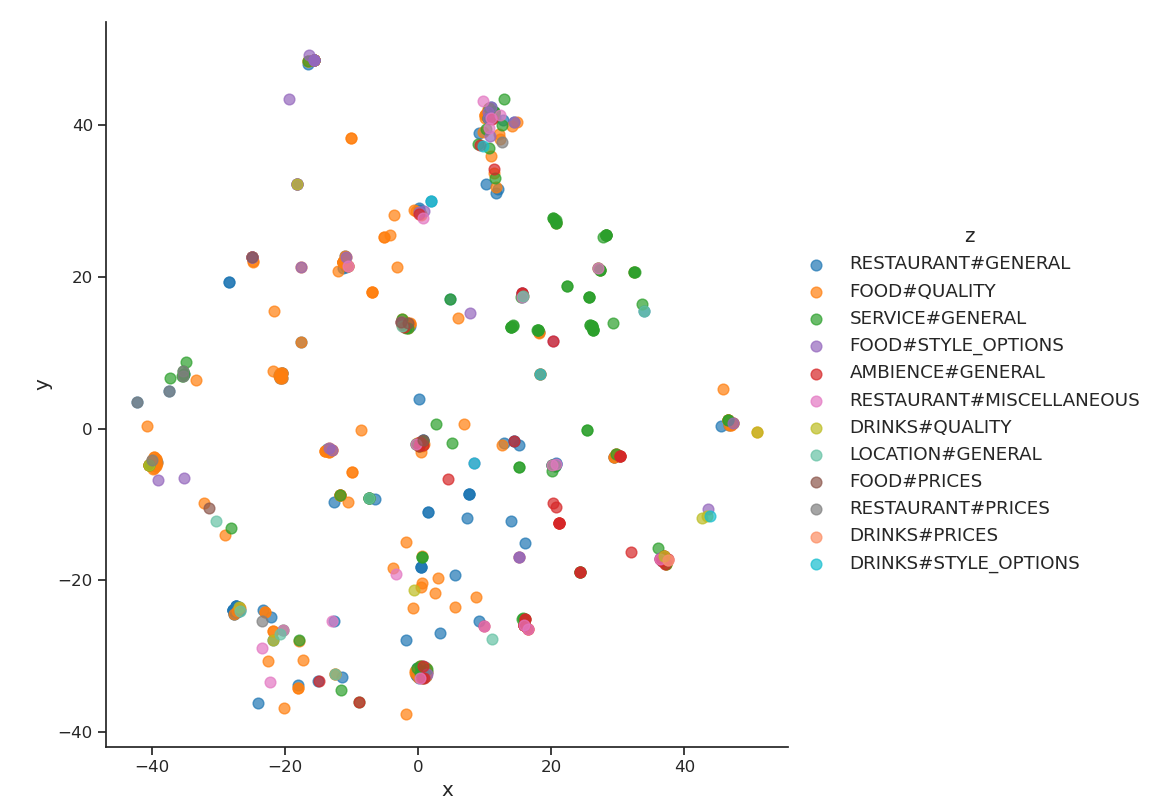 40
20
0
−20
−40
y
−40
−20
0
20
40
x
z
RESTAURANT#GENERAL
FOOD#QUALITY
SERVICE#GENERAL
FOOD#STYLE_OPTIONS
AMBIENCE#GENERAL
RESTAURANT#MISCELLANEOUS
DRINKS#QUALITY
LOCATION#GENERAL
FOOD#PRICES
RESTAURANT#PRICES
DRINKS#PRICES
DRINKS#STYLE_OPTIONS